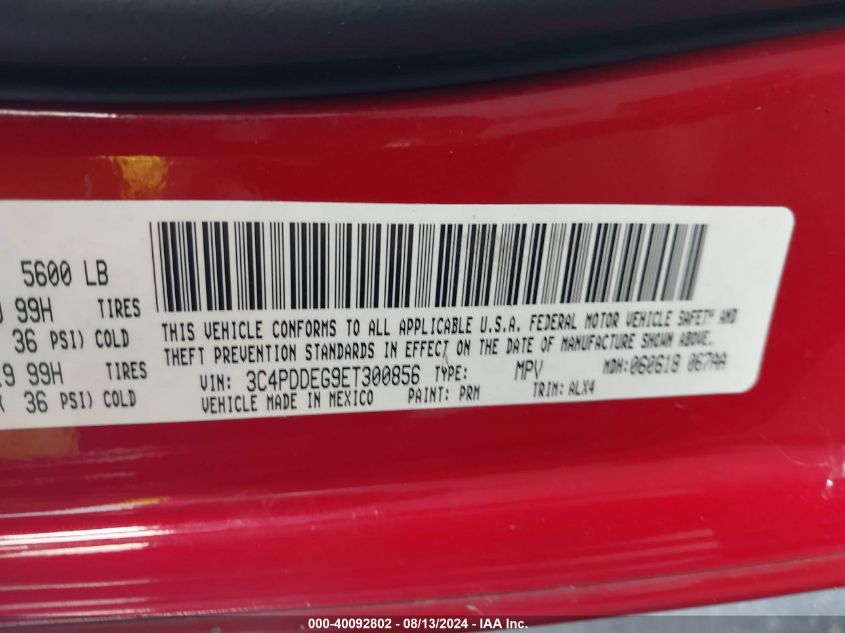 5600 LB
99H TIRES
36 PSI) COLD
99H TIRES
36 PSI) COLD
THIS VEHICLE CONFORMS TO ALL APPLICABLE U.S.A. FEDERAL MOTOR VEHICLE SAFETY AND
THEFT PREVENTION STANDARDS IN EFFECT ON THE DATE OF MANUFACTURE SHOWN ABOVE.
VIN: 3C4PDDEG9ET300856 TYPE: MPV MDH:060618 067AA
VEHICLE MADE IN MEXICO PAINT: PRM TRIM: ALX4
000-40092802 - 08/13/2024 - IAA Inc.